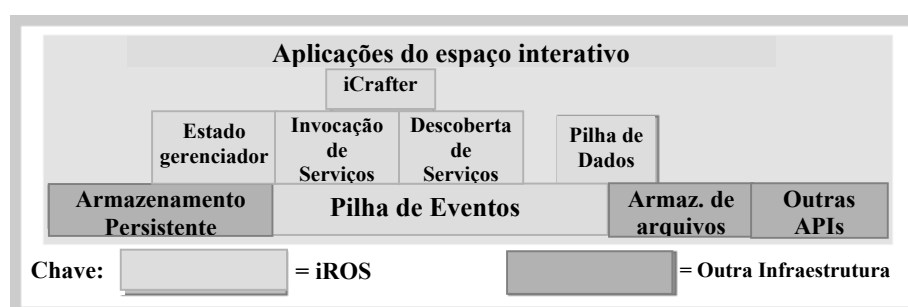 Aplicações do espaço interativo
iCrafter
Estado
gerenciador
Invocação
de
Serviços
Descoberta
de
Serviços
Pilha de
Dados
Armazenamento
Persistente
Pilha de Eventos
Armaz. de
arquivos
Outras
APIs
Chave:
= iROS
= Outra Infraestrutura